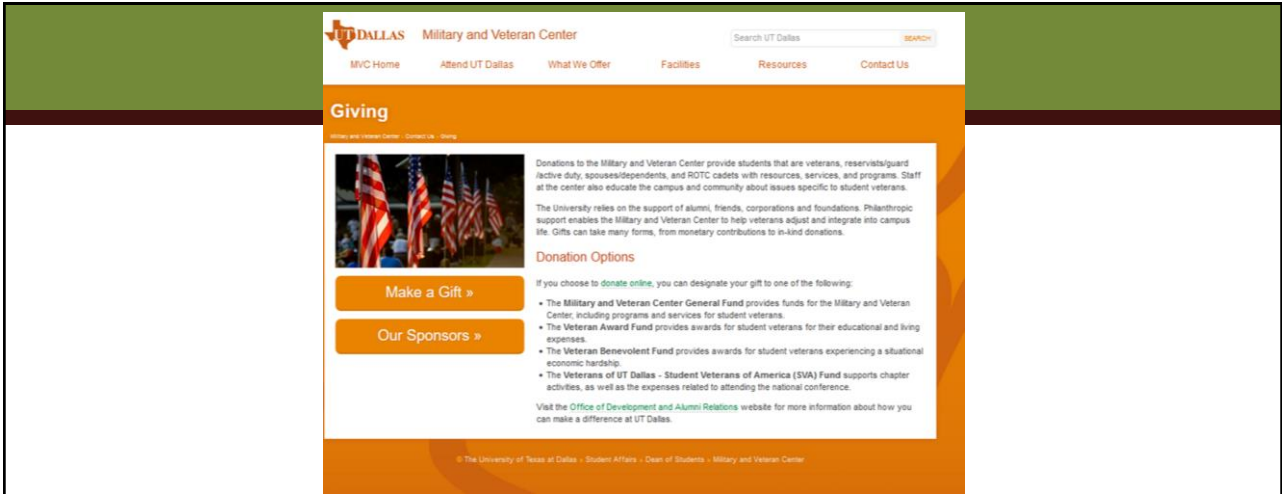 UT DALLAS Military and Veteran Center Search UT Dallas SEARCH
MVC Home Attend UT Dallas What We Offer Facilities Resources Contact Us
Giving
Military and Veteran Center - Contact Us - Giving
Donations to the Military and Veteran Center provide students that are veterans, reservists/guard
/active duty, spouses/dependents, and ROTC cadets with resources, services, and programs. Staff
at the center also educate the campus and community about issues specific to student veterans.
The University relies on the support of alumni, friends, corporations and foundations. Philanthropic
support enables the Military and Veteran Center to help veterans adjust and integrate into campus
life. Gifts can take many forms, from monetary contributions to in-kind donations.
Donation Options
If you choose to donate online, you can designate your gift to one of the following:
• The Military and Veteran Center General Fund provides funds for the Military and Veteran
Center, including programs and services for student veterans.
• The Veteran Award Fund provides awards for student veterans for their educational and living
expenses.
• The Veteran Benevolent Fund provides awards for student veterans experiencing a situational
economic hardship.
• The Veterans of UT Dallas - Student Veterans of America (SVA) Fund supports chapter
activities, as well as the expenses related to attending the national conference.
Visit the Office of Development and Alumni Relations website for more information about how you
can make a difference at UT Dallas.
Make a Gift »
Our Sponsors »
© The University of Texas at Dallas » Student Affairs » Dean of Students » Military and Veteran Center